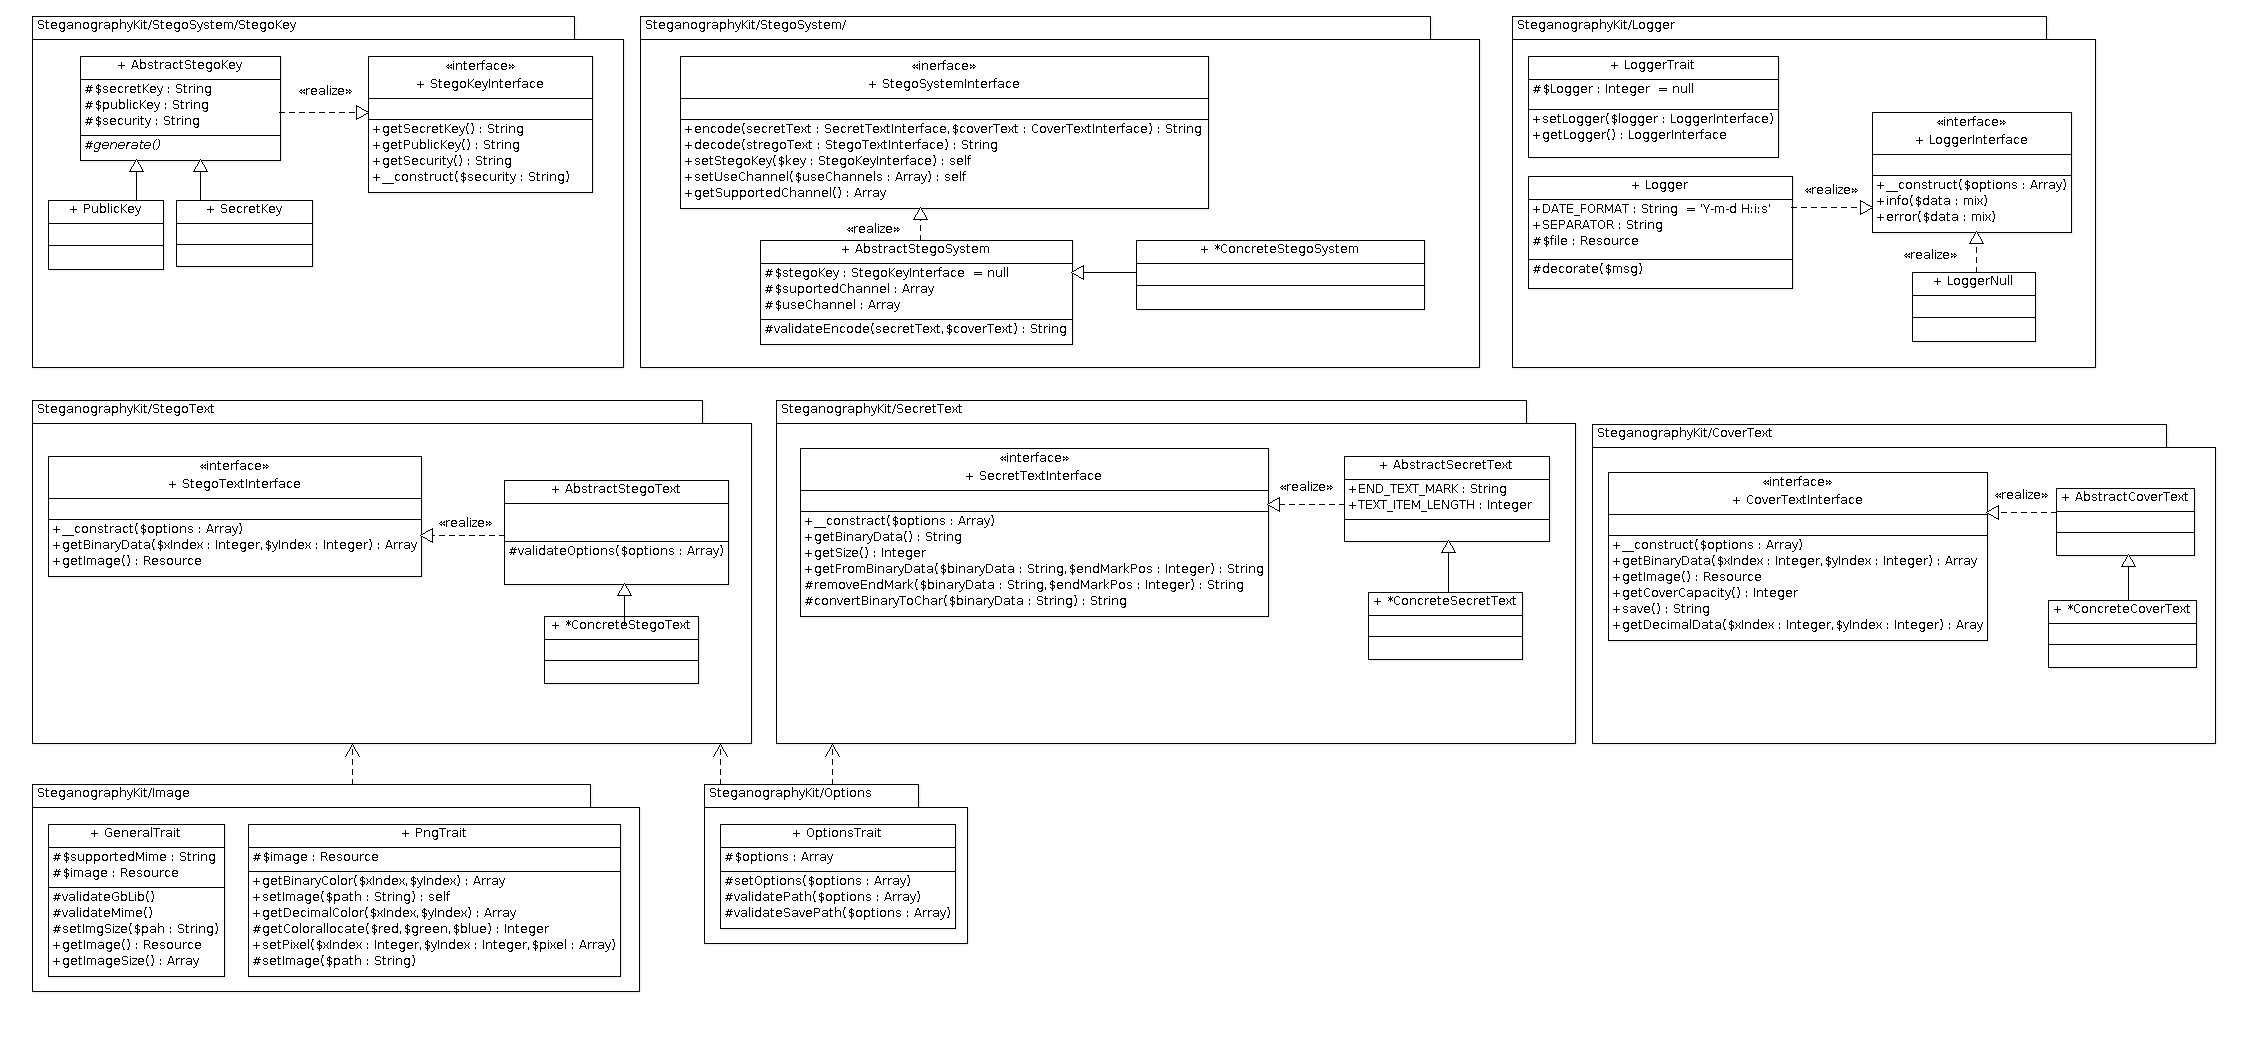 SteganographyKit/StegoSystem/StegoKey
+ AbstractStegoKey
#$secretKey : String
#$publicKey : String
#$security : String
#generate()
«realize»
«interface»
+ StegoKeyInterface
+getSecretKey() : String
+getPublicKey() : String
+getSecurity() : String
+__construct($security : String)
+ PublicKey
+ SecretKey
SteganographyKit/StegoSystem/
«inerface»
+ StegoSystemInterface
+encode(secretText : SecretTextInterface,$coverText : CoverTextInterface) : String
+decode(stregoText : StegoTextInterface) : String
+setStegoKey($key : StegoKeyInterface) : self
+setUseChannel($useChannels : Array) : self
+getSupportedChannel() : Array
«realize»
+ AbstractStegoSystem
#$stegoKey : StegoKeyInterface = null
#$suportedChannel : Array
#$useChannel : Array
#validateEncode(secretText,$coverText) : String
+ *ConcreteStegoSystem
SteganographyKit/Logger
+ LoggerTrait
#$Logger : Integer = null
+setLogger($logger : LoggerInterface)
+getLogger() : LoggerInterface
+ Logger
+DATE_FORMAT : String = 'Y-m-d H:i:s'
+SEPARATOR : String
#$file : Resource
#decorate($msg)
«realize»
«interface»
+ LoggerInterface
+__construct($options : Array)
+info($data : mix)
+error($data : mix)
«realize»
+ LoggerNull
SteganographyKit/StegoText
«interface»
+ StegoTextInterface
+__construct($options : Array)
+getBinaryData($xIndex : Integer,$yIndex : Integer) : Array
+getImage() : Resource
«realize»
+ AbstractStegoText
#validateOptions($options : Array)
+ *ConcreteStegoText
SteganographyKit/SecretText
«interface»
+ SecretTextInterface
+__construct($options : Array)
+getBinaryData() : String
+getSize() : Integer
+getFromBinaryData($binaryData : String,$endMarkPos : Integer) : String
#removeEndMark($binaryData : String,$endMarkPos : Integer) : String
#convertBinaryToChar($binaryData : String) : String
«realize»
+ AbstractSecretText
+END_TEXT_MARK : String
+TEXT_ITEM_LENGTH : Integer
+ *ConcreteSecretText
SteganographyKit/CoverText
«interface»
+ CoverTextInterface
+__construct($options : Array)
+getBinaryData($xIndex : Integer,$yIndex : Integer) : Array
+getImage() : Resource
+getCoverCapacity() : Integer
+save() : String
+getDecimalData($xIndex : Integer,$yIndex : Integer) : Aray
«realize»
+ AbstractCoverText
+ *ConcreteCoverText
SteganographyKit/Image
+ GeneralTrait
#$supportedMime : String
#$image : Resource
#validateGbLib()
#validateMime()
#setImgSize($pah : String)
+getImage() : Resource
+getImageSize() : Array
+ PngTrait
#$image : Resource
+getBinaryColor($xIndex,$yIndex) : Array
+setImage($path : String) : self
+getDecimalColor($xIndex,$yIndex) : Array
#getColorallocate($red,$green,$blue) : Integer
+setPixel($xIndex : Integer,$yIndex : Integer,$pixel : Array)
#setImage($path : String)
SteganographyKit/Options
+ OptionsTrait
#$options : Array
#setOptions($options : Array)
#validatePath($options : Array)
#validateSavePath($options : Array)